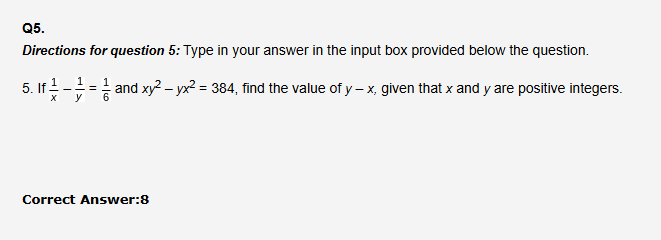 Q5.
Directions for question 5: Type in your answer in the input box provided below the question.
5. If 1/x – 1/y = 1/6 and xy² – yx² = 384, find the value of y – x, given that x and y are positive integers.
Correct Answer:8